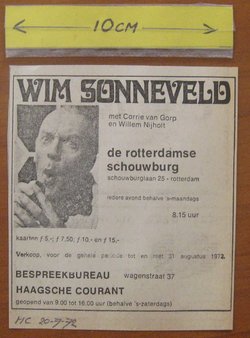 10CM
WIM SONNEVELD
met Corrie van Gorp
en Willem Nijholt
de rotterdamse
schouwburg
schouwburglaan 25 - rotterdam
iedere avond behalve 's-maandags
8.15 uur
kaarten ƒ 5,-; ƒ 7,50; ƒ 10,- en ƒ 15,-
Verkoop, voor de gehele periode tot en met 31 augustus 1972,
BESPREEKBUREAU wagenstraat 37
HAAGSCHE COURANT
geopend van 9.00 tot 16.00 uur (behalve 's-zaterdags)
HC 20-7-72